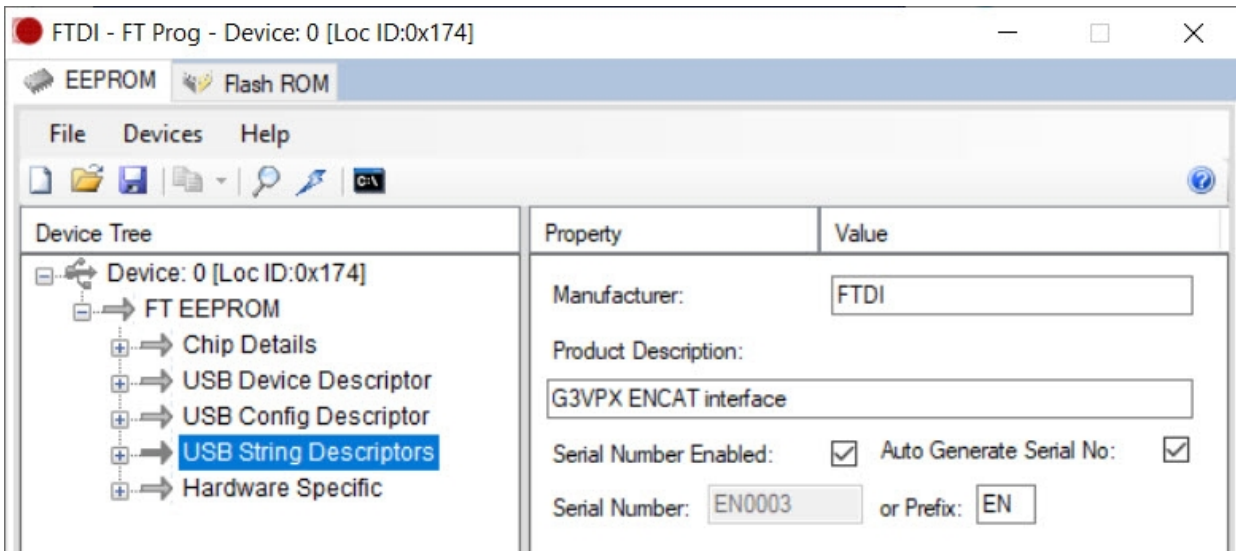 FTDI - FT Prog - Device: 0 [Loc ID:0x174]
EEPROM Flash ROM
File Devices Help
C:\
Device Tree
Property Value
Device: 0 [Loc ID:0x174]
FT EEPROM
Chip Details
USB Device Descriptor
USB Config Descriptor
USB String Descriptors
Hardware Specific
Manufacturer: FTDI
Product Description:
G3VPX ENCAT interface
Serial Number Enabled: Auto Generate Serial No:
Serial Number: EN0003 or Prefix: EN